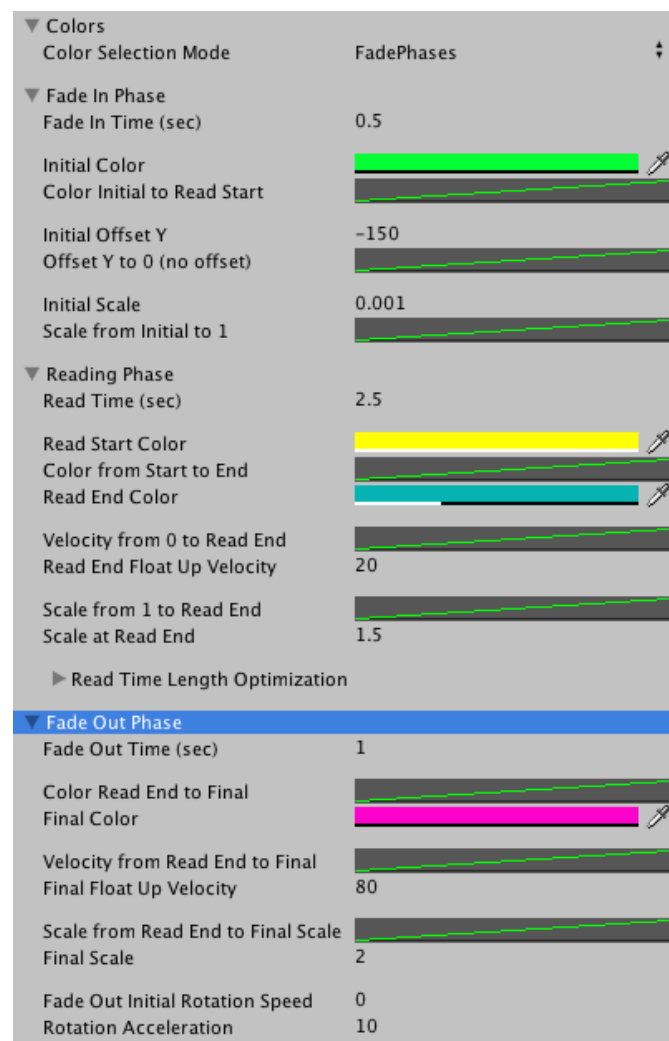 Colors
Color Selection Mode FadePhases
Fade In Phase
Fade In Time (sec) 0.5
Initial Color
Color Initial to Read Start
Initial Offset Y -150
Offset Y to 0 (no offset)
Initial Scale 0.001
Scale from Initial to 1
Reading Phase
Read Time (sec) 2.5
Read Start Color
Color from Start to End
Read End Color
Velocity from 0 to Read End
Read End Float Up Velocity 20
Scale from 1 to Read End
Scale at Read End 1.5
Read Time Length Optimization
Fade Out Phase
Fade Out Time (sec) 1
Color Read End to Final
Final Color
Velocity from Read End to Final
Final Float Up Velocity 80
Scale from Read End to Final Scale
Final Scale 2
Fade Out Initial Rotation Speed 0
Rotation Acceleration 10